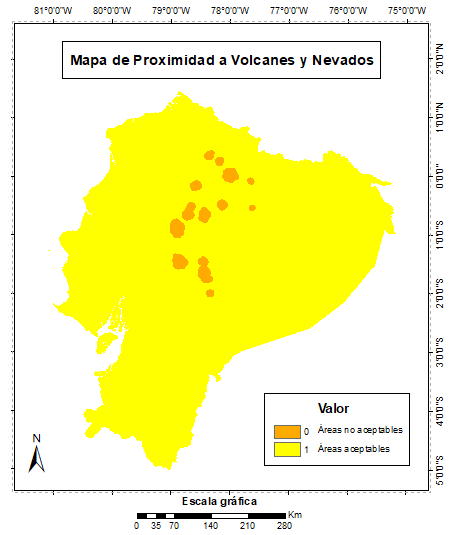 81°0'0"W 80°0'0"W 79°0'0"W 78°0'0"W 77°0'0"W 76°0'0"W 75°0'0"W
Mapa de Proximidad a Volcanes y Nevados
2°0'0"N
1°0'0"N
0°0'0"
1°0'0"S
2°0'0"S
3°0'0"S
4°0'0"S
5°0'0"S
Valor
0 Áreas no aceptables
1 Áreas aceptables
N
Escala gráfica
Km
0 35 70 140 210 280